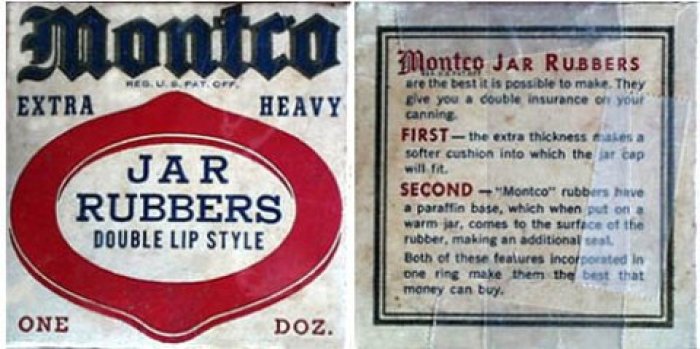 Montco
REG. U. S. PAT. OFF.
EXTRA HEAVY
JAR
RUBBERS
DOUBLE LIP STYLE
ONE DOZ.
Montco JAR RUBBERS
REG. U.S. PAT. OFF.
are the best it is possible to make. They
give you a double insurance on your
canning.
FIRST — the extra thickness makes a
softer cushion into which the jar cap
will fit.
SECOND — "Montco" rubbers have
a paraffin base, which when put on a
warm jar, comes to the surface of the
rubber, making an additional seal.
Both of these features incorporated in
one ring make them the best that
money can buy.